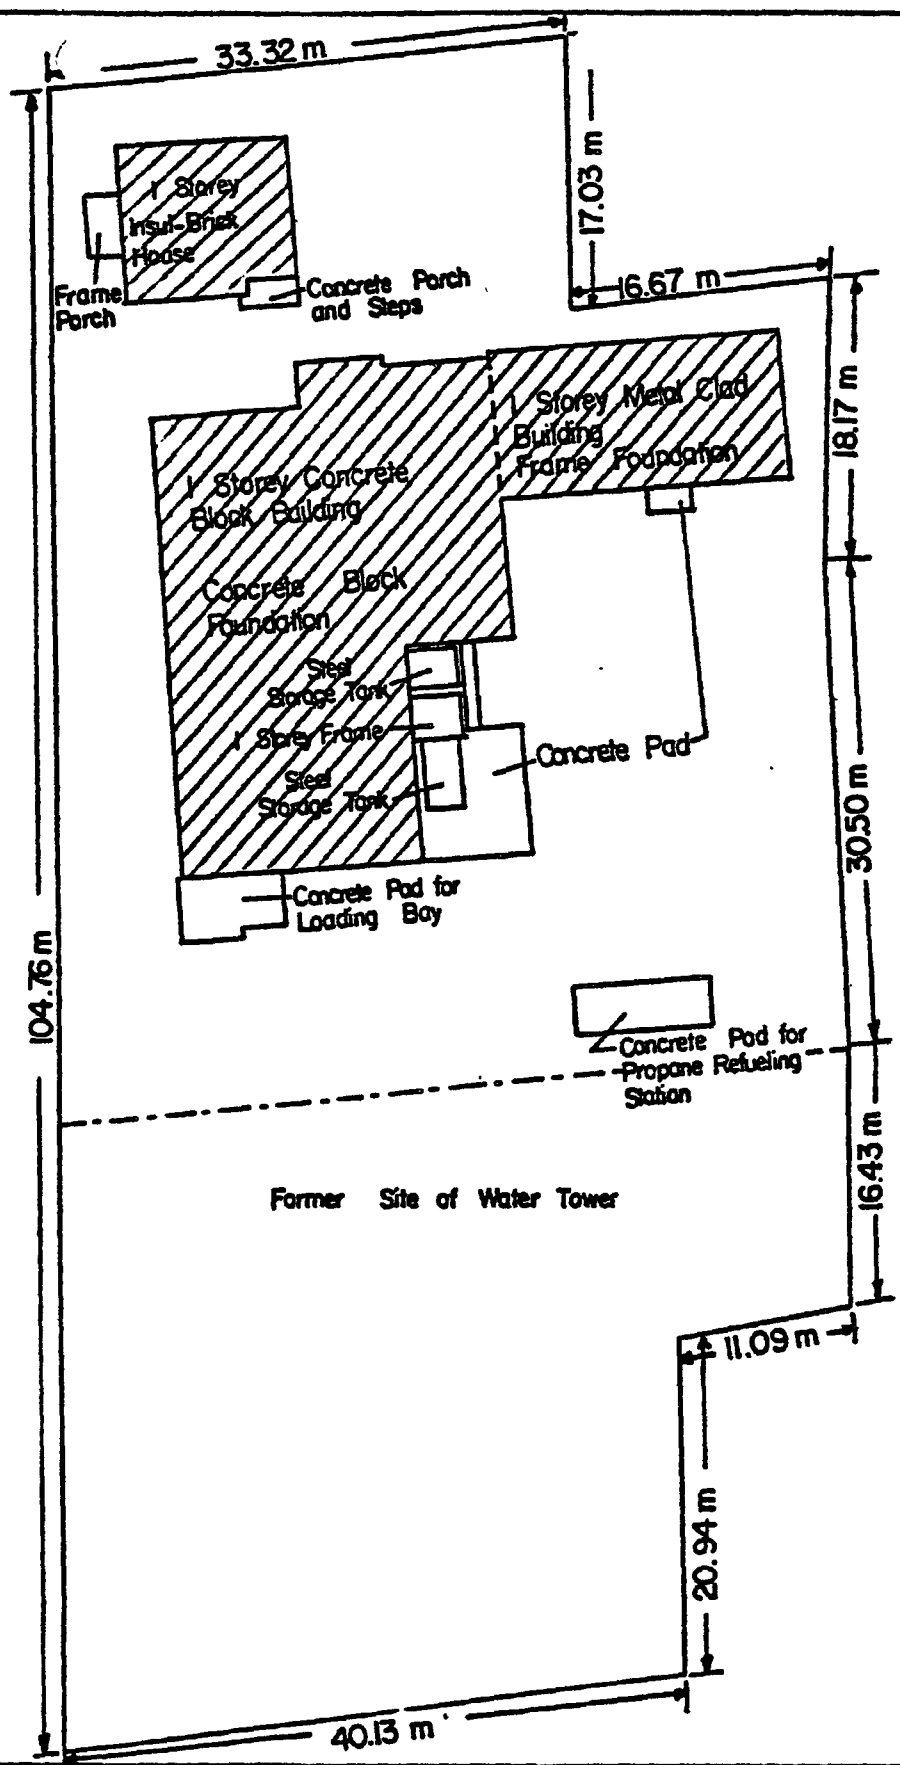 33.32 m
17.03 m
1 Storey
Insul-Brick
House
Frame
Porch
Concrete Porch
and Steps
16.67 m
1 Storey Metal Clad
Building
Frame Foundation
18.17 m
1 Storey Concrete
Block Building
Concrete Block
Foundation
Steel
Storage Tank
1 Storey Frame
Steel
Storage Tank
Concrete Pad
30.50 m
Concrete Pad for
Loading Bay
104.76 m
Concrete Pad for
Propane Refueling
Station
16.43 m
Former Site of Water Tower
11.09 m
20.94 m
40.13 m